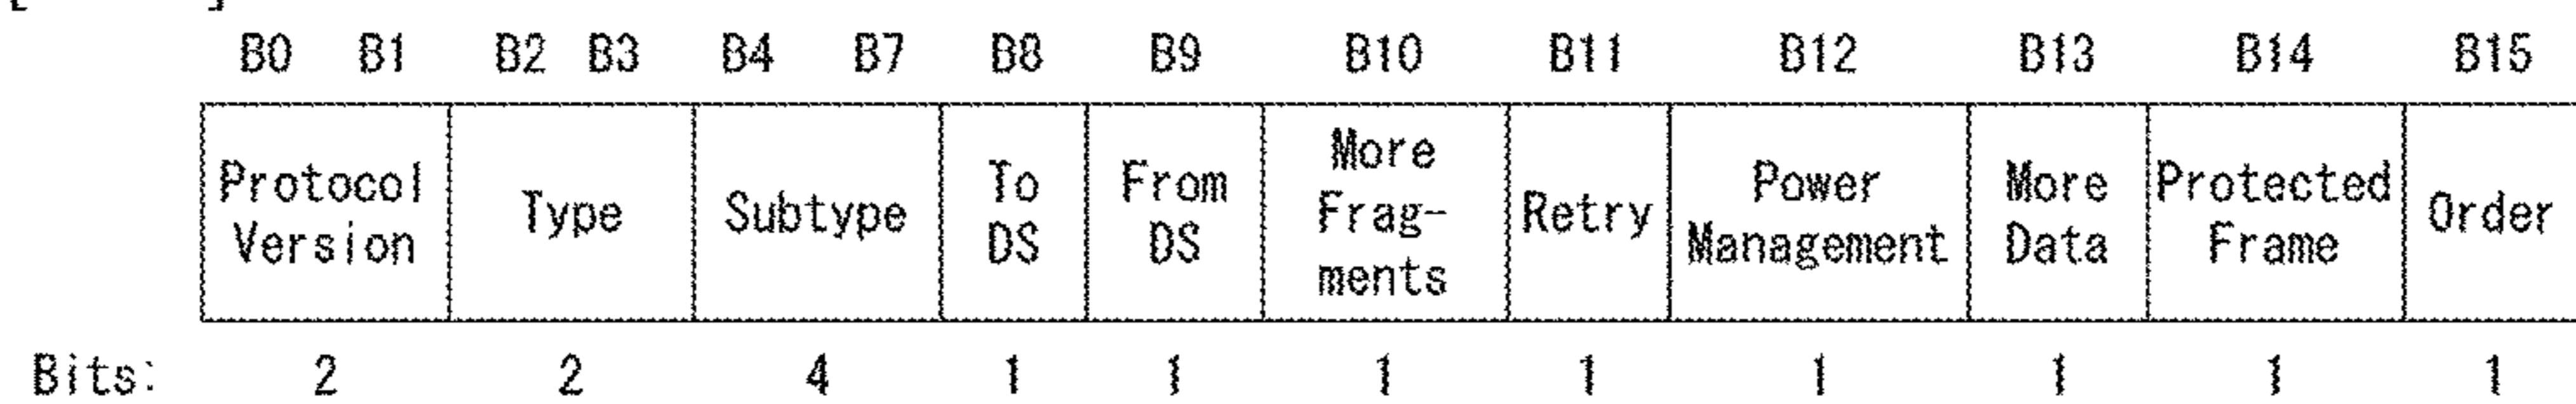 B0 B1 B2 B3 B4 B7 B8 B9 B10 B11 B12 B13 B14 B15
Protocol Version Type Subtype To DS From DS More Frag-ments Retry Power Management More Data Protected Frame Order
Bits: 2 2 4 1 1 1 1 1 1 1 1